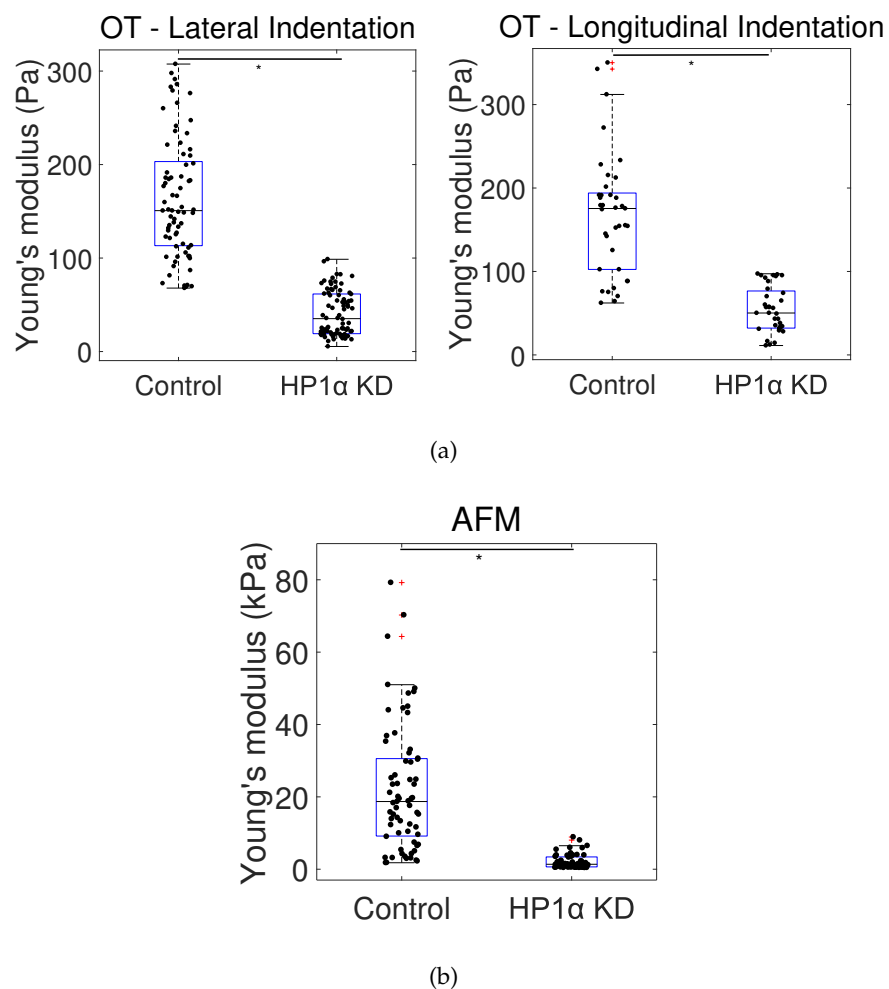 OT - Lateral Indentation
Young's modulus (Pa)
300
200
100
0
*
Control HP1α KD
OT - Longitudinal Indentation
Young's modulus (Pa)
300
200
100
0
*
Control HP1α KD
(a)
AFM
Young's modulus (kPa)
80
60
40
20
0
*
Control HP1α KD
(b)